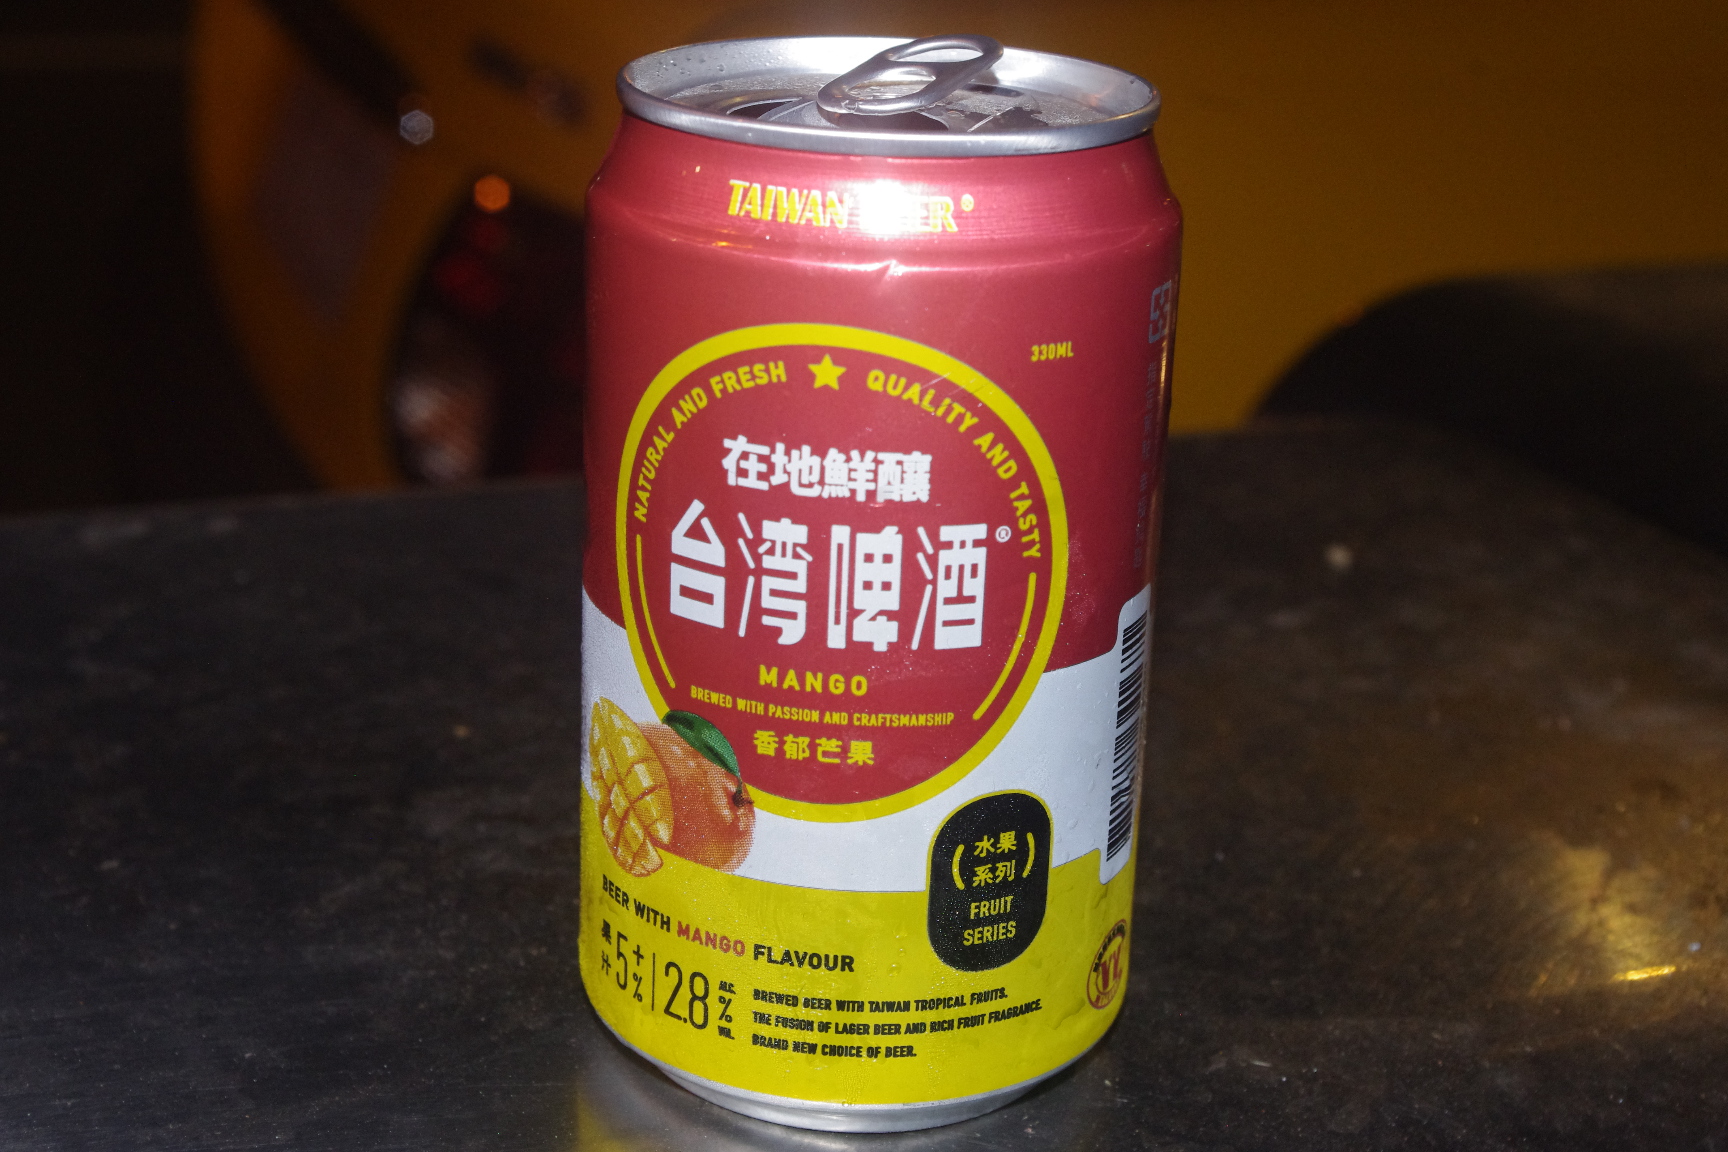 TAIWAN BEER®
330ML
NATURAL AND FRESH ★ QUALITY AND TASTY
在地鮮釀
台湾啤酒®
MANGO
BREWED WITH PASSION AND CRAFTSMANSHIP
香郁芒果
水果
系列
FRUIT
SERIES
BEER WITH MANGO FLAVOUR
果汁 5+% | 2.8 ALC. % VOL.
BREWED BEER WITH TAIWAN TROPICAL FRUITS.
THE FUSION OF LAGER BEER AND RICH FRUIT FRAGRANCE.
BRAND NEW CHOICE OF BEER.